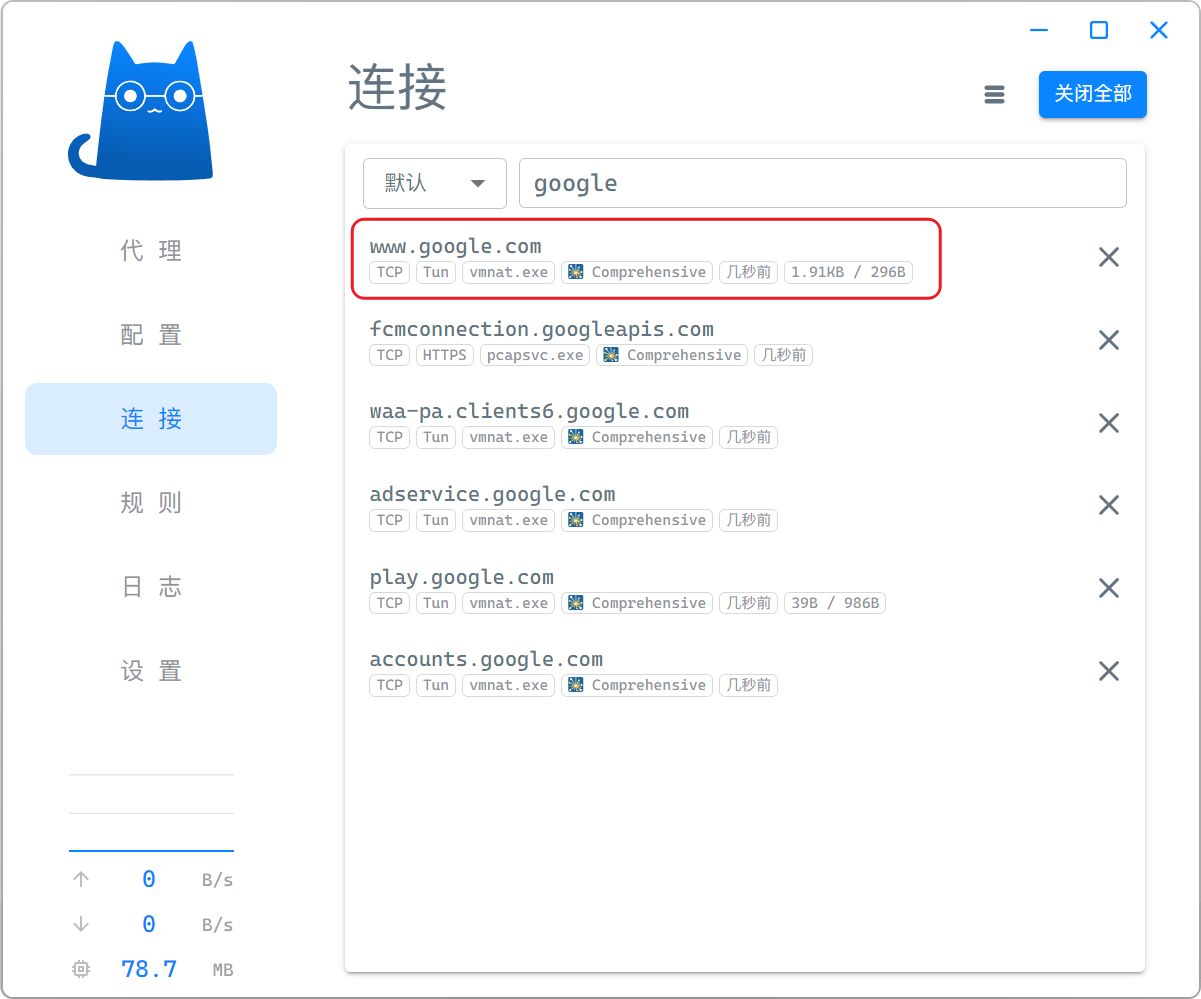 连接
关闭全部
代 理
配 置
连 接
规 则
日 志
设 置
0 B/s
0 B/s
78.7 MB
默认 google
www.google.com
TCP Tun vmnat.exe Comprehensive 几秒前 1.91KB / 296B
fcmconnection.googleapis.com
TCP HTTPS pcapsvc.exe Comprehensive 几秒前
waa-pa.clients6.google.com
TCP Tun vmnat.exe Comprehensive 几秒前
adservice.google.com
TCP Tun vmnat.exe Comprehensive 几秒前
play.google.com
TCP Tun vmnat.exe Comprehensive 几秒前 39B / 986B
accounts.google.com
TCP Tun vmnat.exe Comprehensive 几秒前